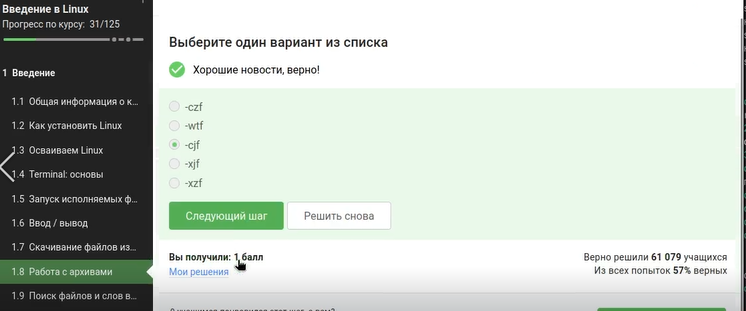 Введение в Linux
Прогресс по курсу: 31/125
1 Введение
1.1 Общая информация о к...
1.2 Как установить Linux
1.3 Осваиваем Linux
1.4 Terminal: основы
1.5 Запуск исполняемых ф...
1.6 Ввод / вывод
1.7 Скачивание файлов из...
1.8 Работа с архивами
1.9 Поиск файлов и слов в...
Выберите один вариант из списка
Хорошие новости, верно!
-czf
-wtf
-cjf
-xjf
-xzf
Следующий шаг Решить снова
Вы получили: 1 балл
Мои решения
Верно решили 61 079 учащихся
Из всех попыток 57% верных